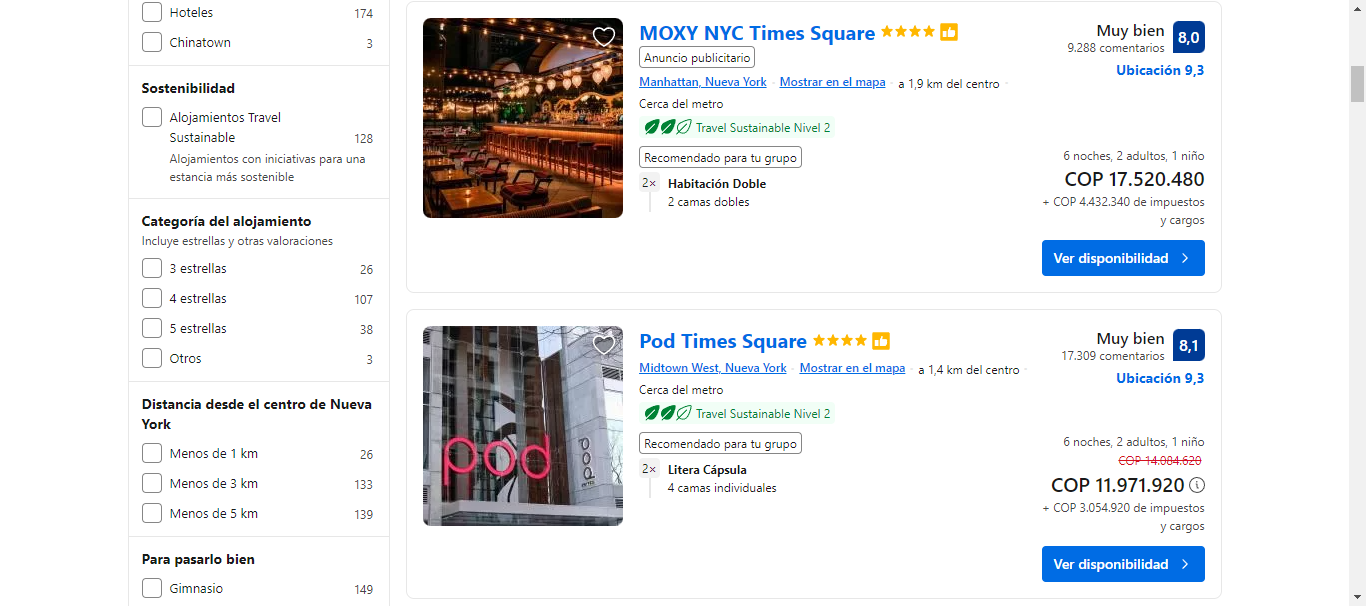 Hoteles 174
Chinatown 3
Sostenibilidad
Alojamientos Travel
Sustainable 128
Alojamientos con iniciativas para una
estancia más sostenible
Categoría del alojamiento
Incluye estrellas y otras valoraciones
3 estrellas 26
4 estrellas 107
5 estrellas 38
Otros 3
Distancia desde el centro de Nueva
York
Menos de 1 km 26
Menos de 3 km 133
Menos de 5 km 139
Para pasarlo bien
Gimnasio 149
MOXY NYC Times Square
Anuncio publicitario
Manhattan, Nueva York · Mostrar en el mapa · a 1,9 km del centro ·
Cerca del metro
Travel Sustainable Nivel 2
Recomendado para tu grupo
2× Habitación Doble
2 camas dobles
Muy bien 8,0
9.288 comentarios
Ubicación 9,3
6 noches, 2 adultos, 1 niño
COP 17.520.480
+ COP 4.432.340 de impuestos
y cargos
Ver disponibilidad
pod
pod
Pod Times Square
Midtown West, Nueva York · Mostrar en el mapa · a 1,4 km del centro ·
Cerca del metro
Travel Sustainable Nivel 2
Recomendado para tu grupo
2× Litera Cápsula
4 camas individuales
Muy bien 8,1
17.309 comentarios
Ubicación 9,3
6 noches, 2 adultos, 1 niño
COP 14.084.620
COP 11.971.920
+ COP 3.054.920 de impuestos
y cargos
Ver disponibilidad